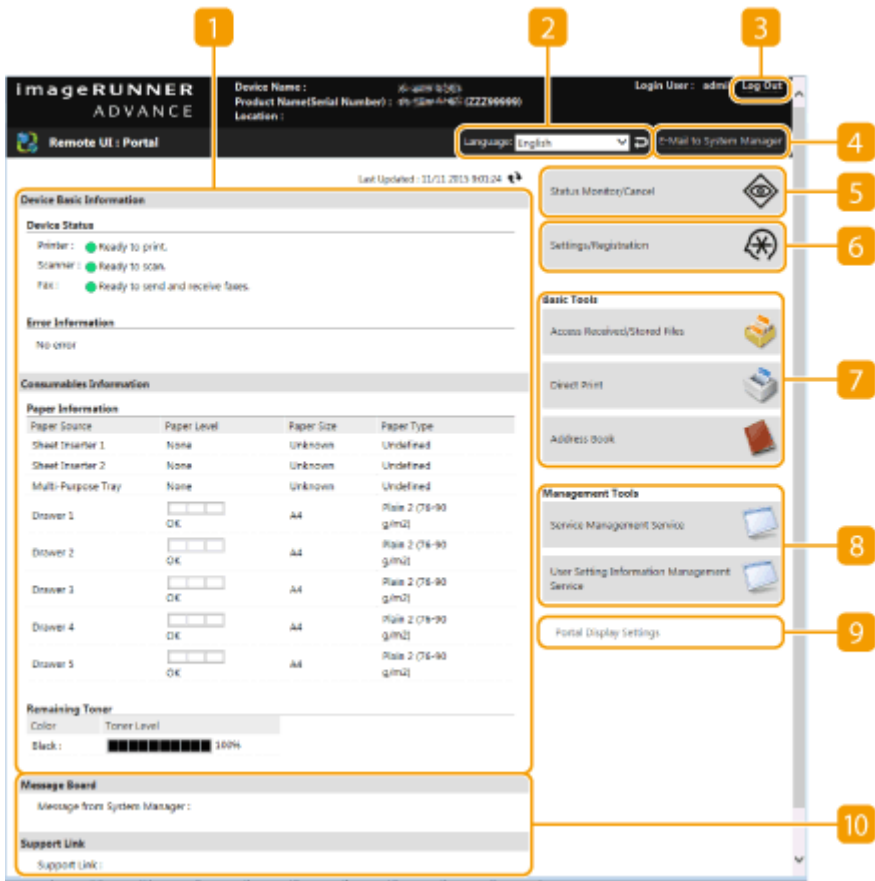 1
2
3
imageRUNNER
ADVANCE
Device Name :
Product Name(Serial Number) : (ZZZ99999)
Location :
Login User : admin Log Out
Remote UI : Portal
Language: English
E-Mail to System Manager
4
Last Updated : 11/11 2015 9:01:24
Device Basic Information
Device Status
Printer : Ready to print.
Scanner : Ready to scan.
Fax : Ready to send and receive faxes.
Error Information
No error
Consumables Information
Paper Information
Paper Source Paper Level Paper Size Paper Type
Sheet Inserter 1 None Unknown Undefined
Sheet Inserter 2 None Unknown Undefined
Multi-Purpose Tray None Unknown Undefined
Drawer 1 OK A4 Plain 2 (76-90
g/m2)
Drawer 2 OK A4 Plain 2 (76-90
g/m2)
Drawer 3 OK A4 Plain 2 (76-90
g/m2)
Drawer 4 OK A4 Plain 2 (76-90
g/m2)
Drawer 5 OK A4 Plain 2 (76-90
g/m2)
Remaining Toner
Color Toner Level
Black : 100%
Message Board
Message from System Manager :
Support Link
Support Link :
Status Monitor/Cancel
5
Settings/Registration
6
Basic Tools
Access Received/Stored Files
Direct Print
7
Address Book
Management Tools
Service Management Service
8
User Setting Information Management
Service
Portal Display Settings
9
10